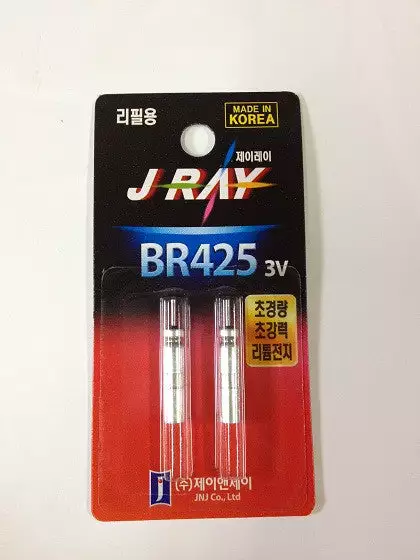 리필용
MADE IN
KOREA
제이레이
J RAY
BR425 3V
초경량
초강력
리튬전지
J
(주)제이앤제이
JNJ Co., Ltd